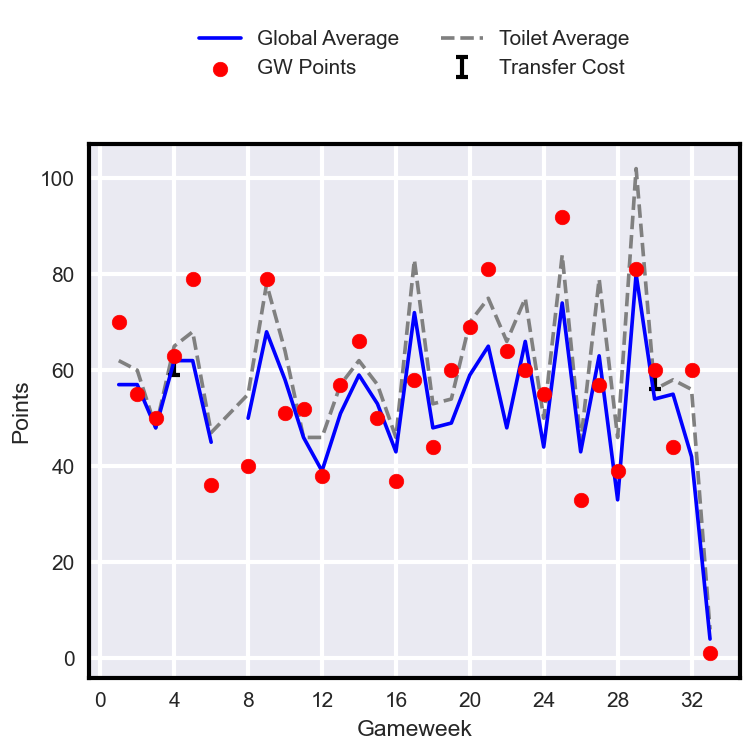 Global Average
Toilet Average
GW Points
Transfer Cost
100
80
60
40
20
0
Points
0 4 8 12 16 20 24 28 32
Gameweek